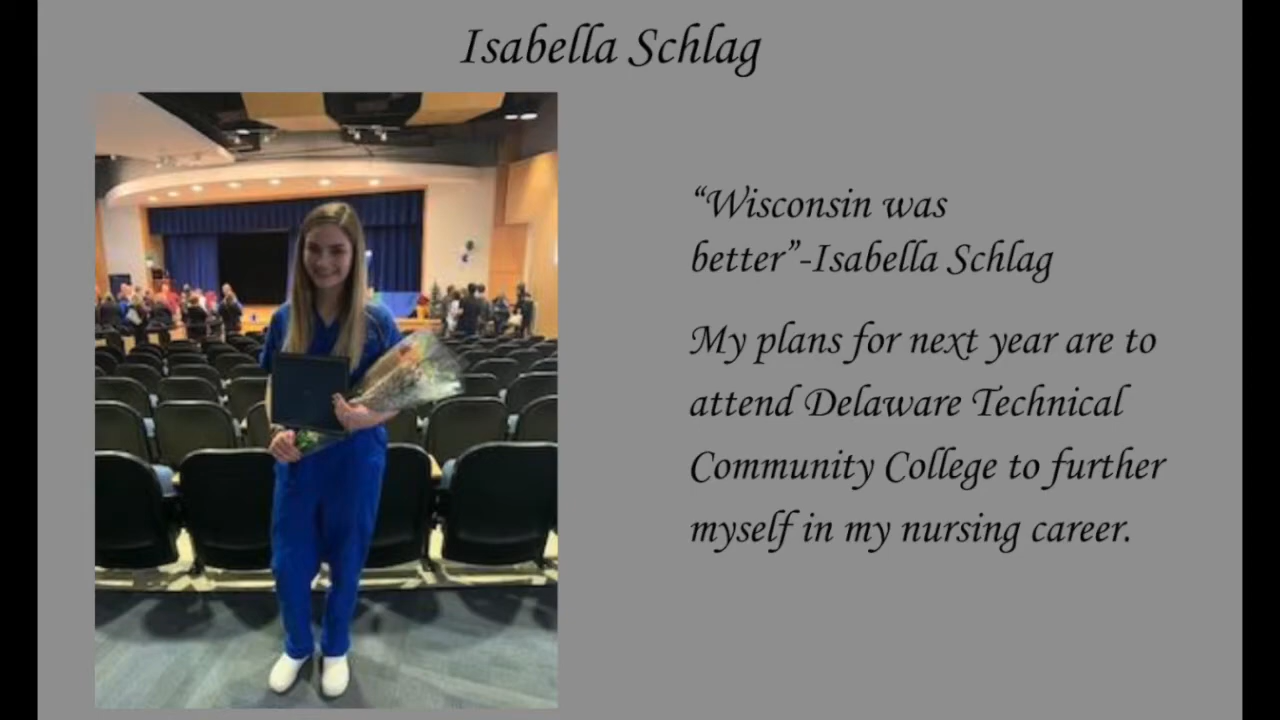 Isabella Schlag
“Wisconsin was
better”-Isabella Schlag
My plans for next year are to
attend Delaware Technical
Community College to further
myself in my nursing career.